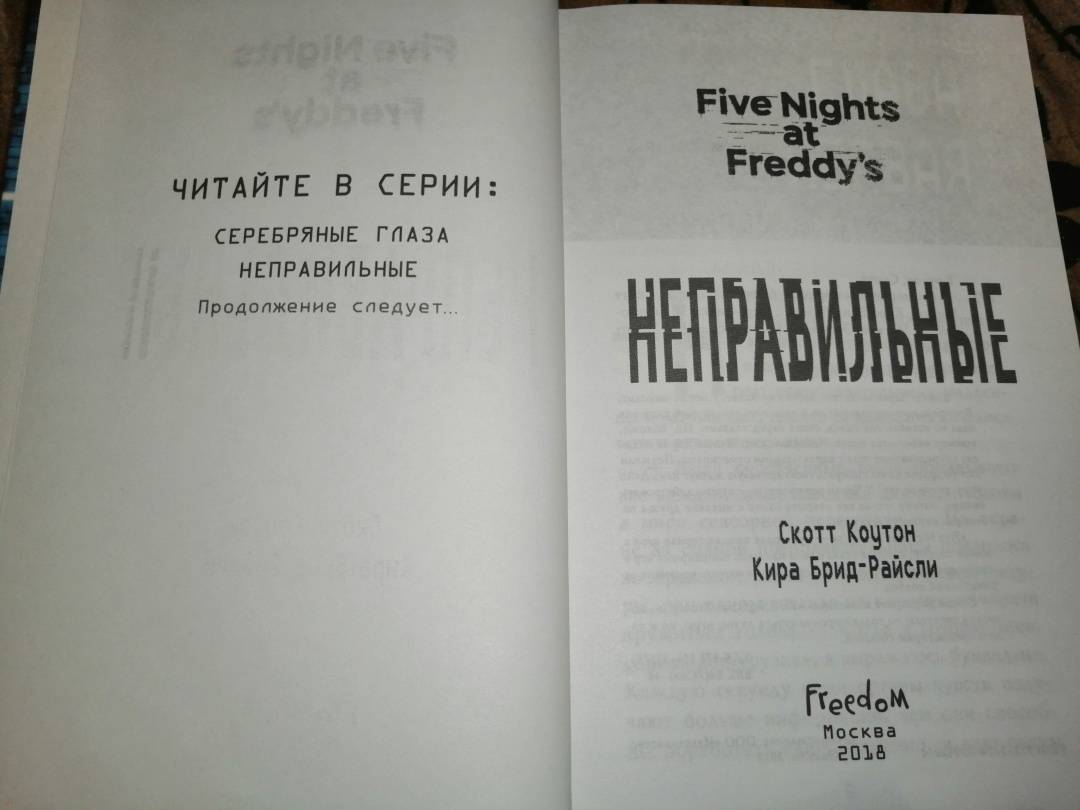 ЧИТАЙТЕ В СЕРИИ:
СЕРЕБРЯНЫЕ ГЛАЗА
НЕПРАВИЛЬНЫЕ
Продолжение следует...
Five Nights
at
Freddy's
НЕПРАВИЛЬНЫЕ
Скотт Коутон
Кира Брид-Райсли
Freedom
Москва
2018